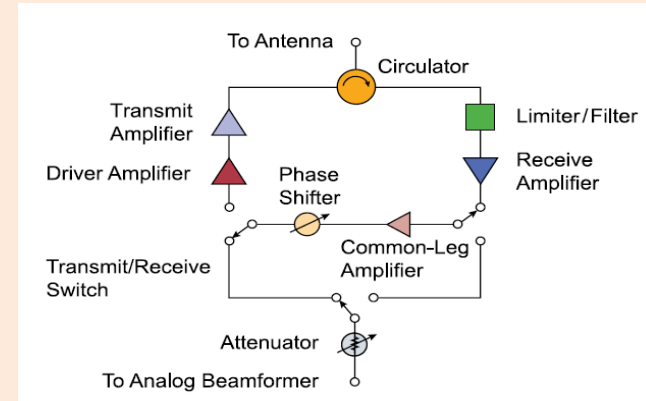 To Antenna
Circulator
Transmit
Amplifier
Limiter/Filter
Driver Amplifier
Phase
Shifter
Receive
Amplifier
Common-Leg
Amplifier
Transmit/Receive
Switch
Attenuator
To Analog Beamformer